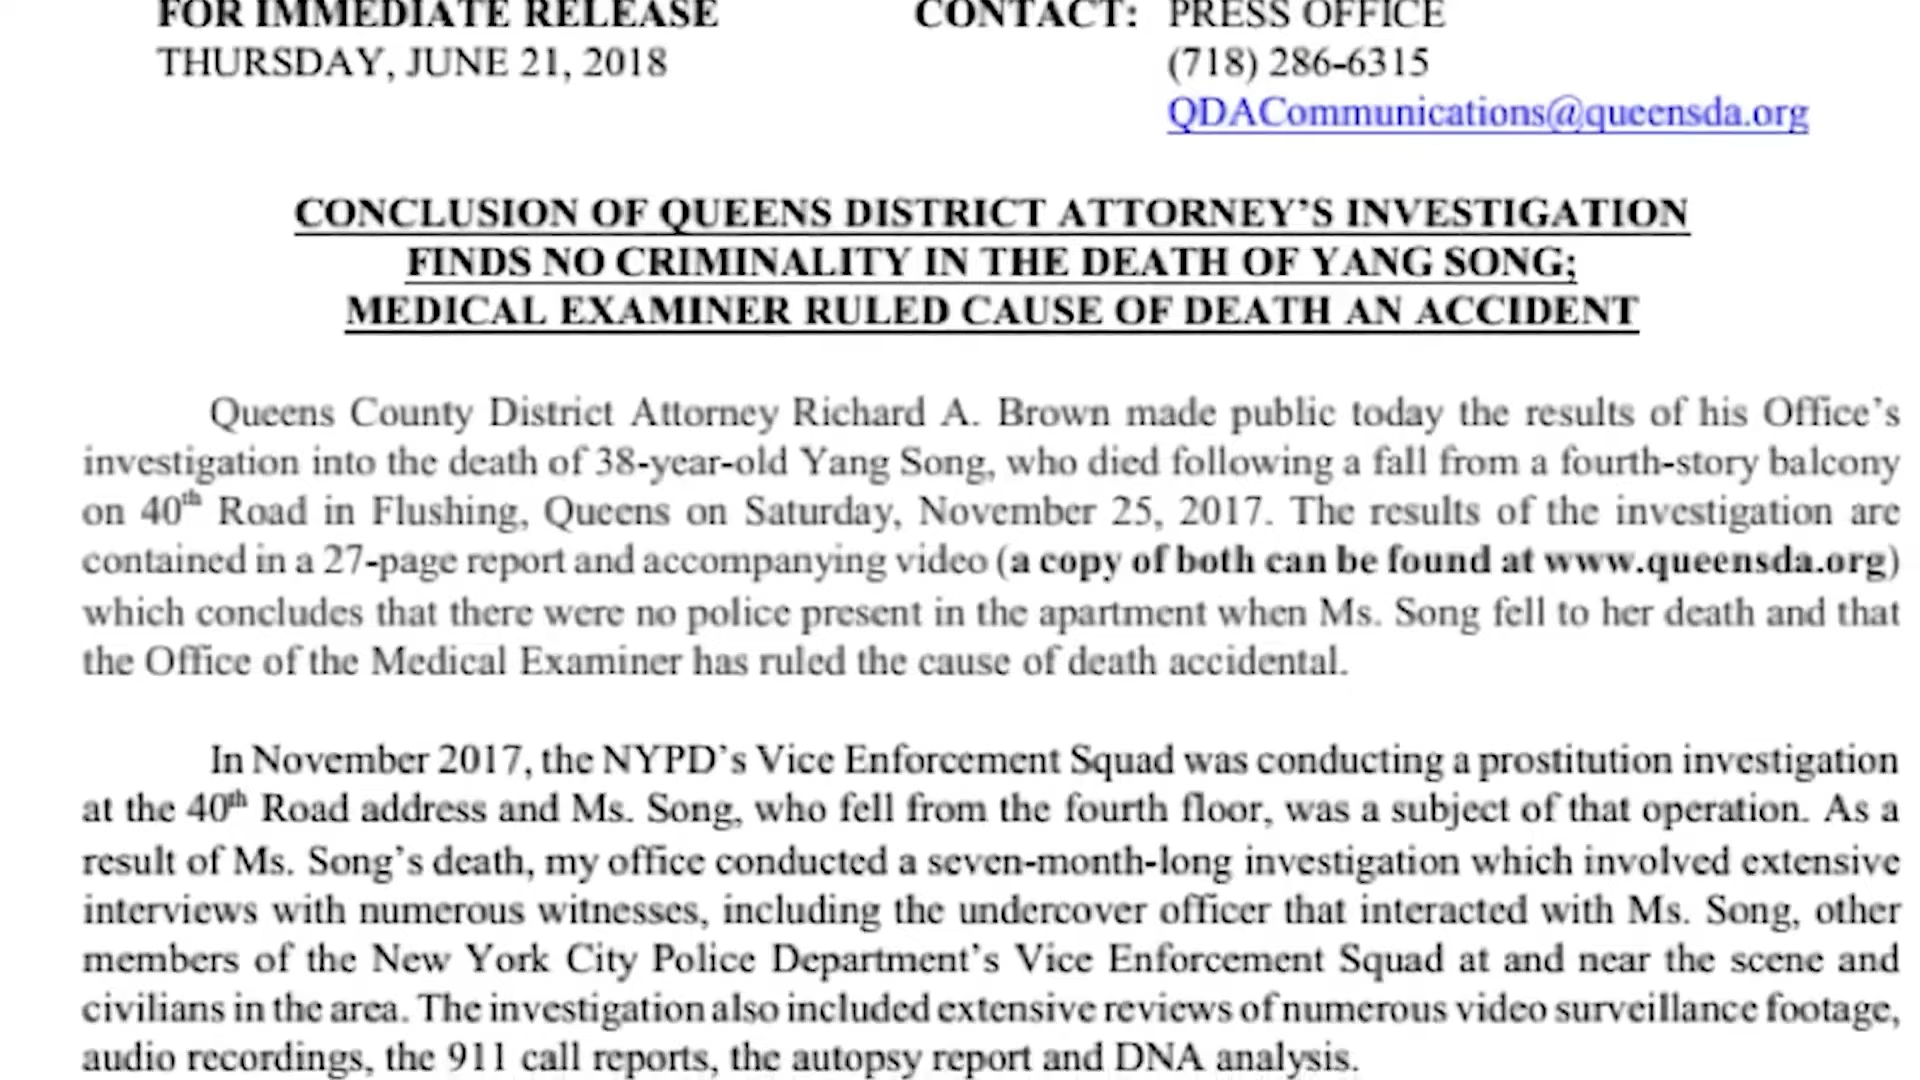 FOR IMMEDIATE RELEASE
THURSDAY, JUNE 21, 2018
CONTACT: PRESS OFFICE
(718) 286-6315
QDACommunications@queensda.org
CONCLUSION OF QUEENS DISTRICT ATTORNEY'S INVESTIGATION
FINDS NO CRIMINALITY IN THE DEATH OF YANG SONG;
MEDICAL EXAMINER RULED CAUSE OF DEATH AN ACCIDENT
Queens County District Attorney Richard A. Brown made public today the results of his Office's
investigation into the death of 38-year-old Yang Song, who died following a fall from a fourth-story balcony
on 40th Road in Flushing, Queens on Saturday, November 25, 2017. The results of the investigation are
contained in a 27-page report and accompanying video (a copy of both can be found at www.queensda.org)
which concludes that there were no police present in the apartment when Ms. Song fell to her death and that
the Office of the Medical Examiner has ruled the cause of death accidental.
In November 2017, the NYPD's Vice Enforcement Squad was conducting a prostitution investigation
at the 40th Road address and Ms. Song, who fell from the fourth floor, was a subject of that operation. As a
result of Ms. Song's death, my office conducted a seven-month-long investigation which involved extensive
interviews with numerous witnesses, including the undercover officer that interacted with Ms. Song, other
members of the New York City Police Department's Vice Enforcement Squad at and near the scene and
civilians in the area. The investigation also included extensive reviews of numerous video surveillance footage,
audio recordings, the 911 call reports, the autopsy report and DNA analysis.